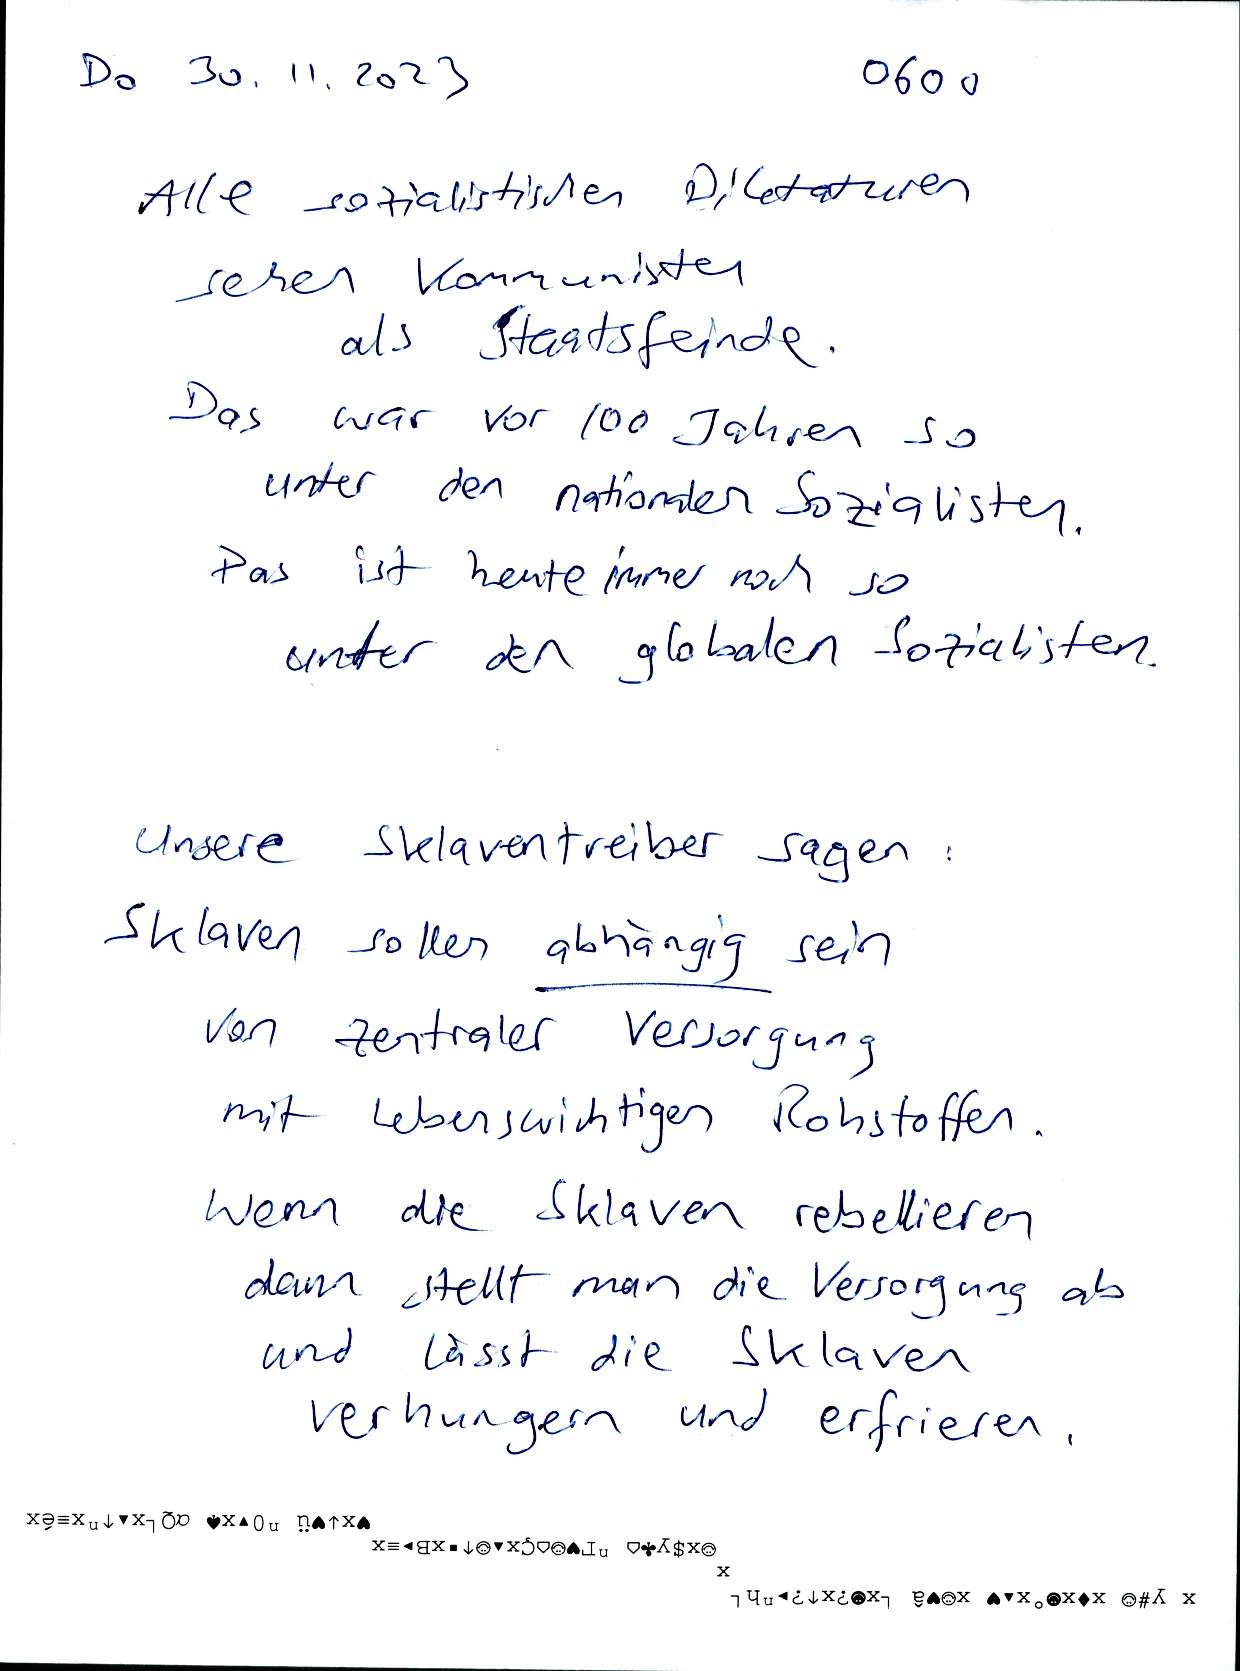 Do 30. 11. 2023 0600
Alle sozialistischen Diktaturen
sehen Kommunisten
als Staatsfeinde.
Das war vor 100 Jahren so
unter den nationalen Sozialisten.
Das ist heute immer noch so
unter den globalen Sozialisten.
Unsere Sklaventreiber sagen:
Sklaven sollen abhängig sein
von zentraler Versorgung
mit lebenswichtigen Rohstoffen.
Wenn die Sklaven rebellieren
dann stellt man die Versorgung ab
und lässt die Sklaven
verhungern und erfrieren.